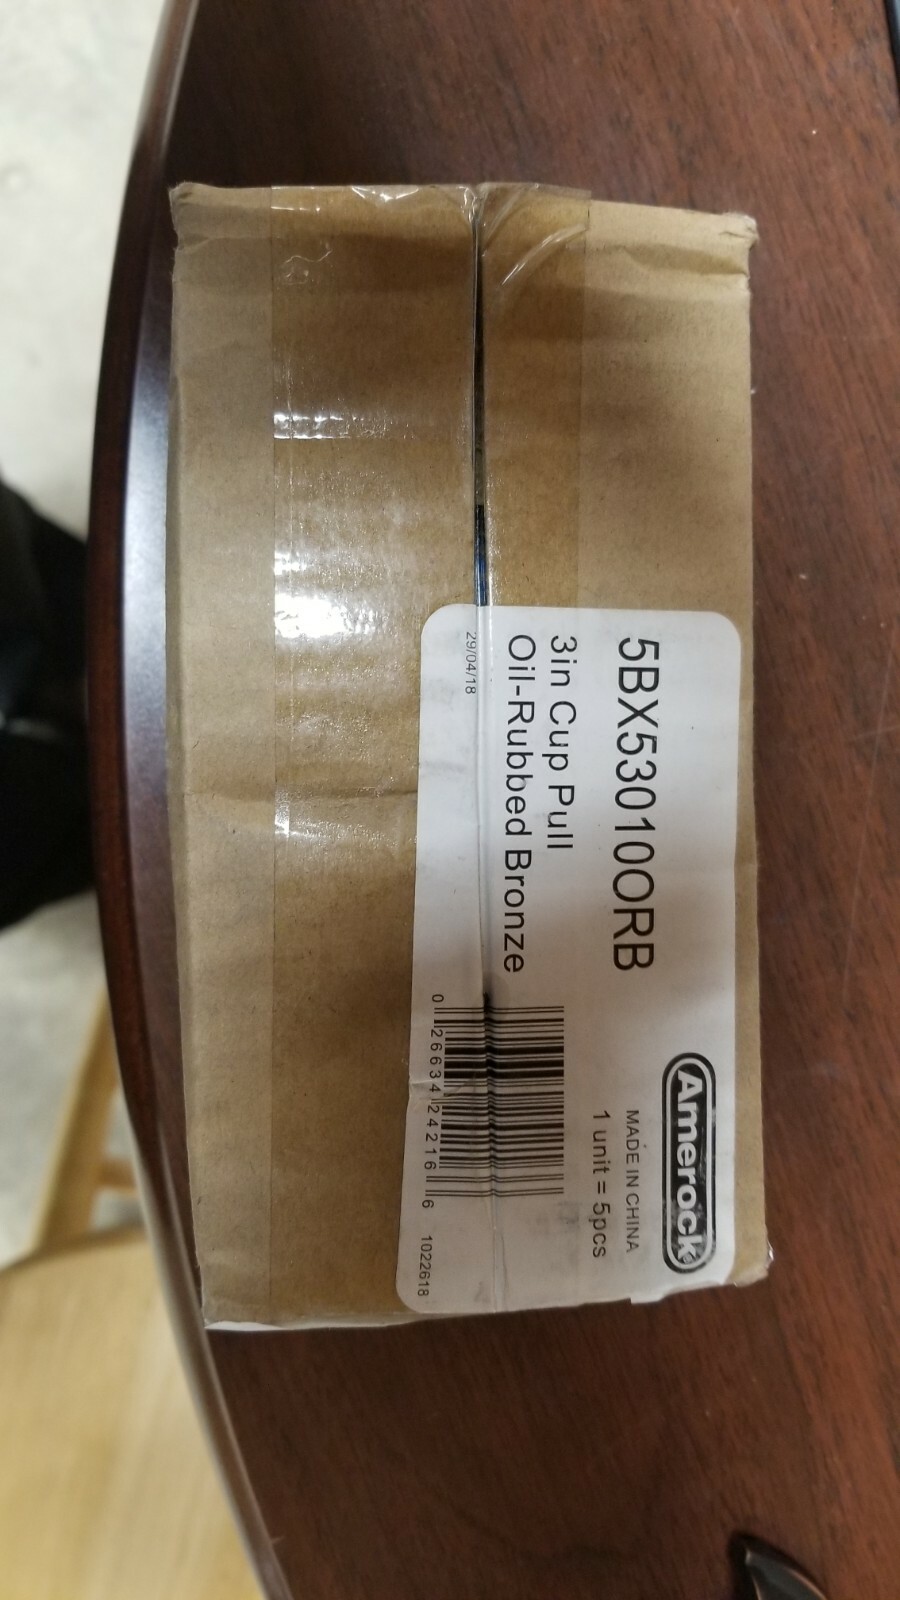 5BX53010ORB
Amerock
MADE IN CHINA
1 unit = 5pcs
3in Cup Pull
Oil-Rubbed Bronze
29/04/18
0 26634 24216 6
1022618